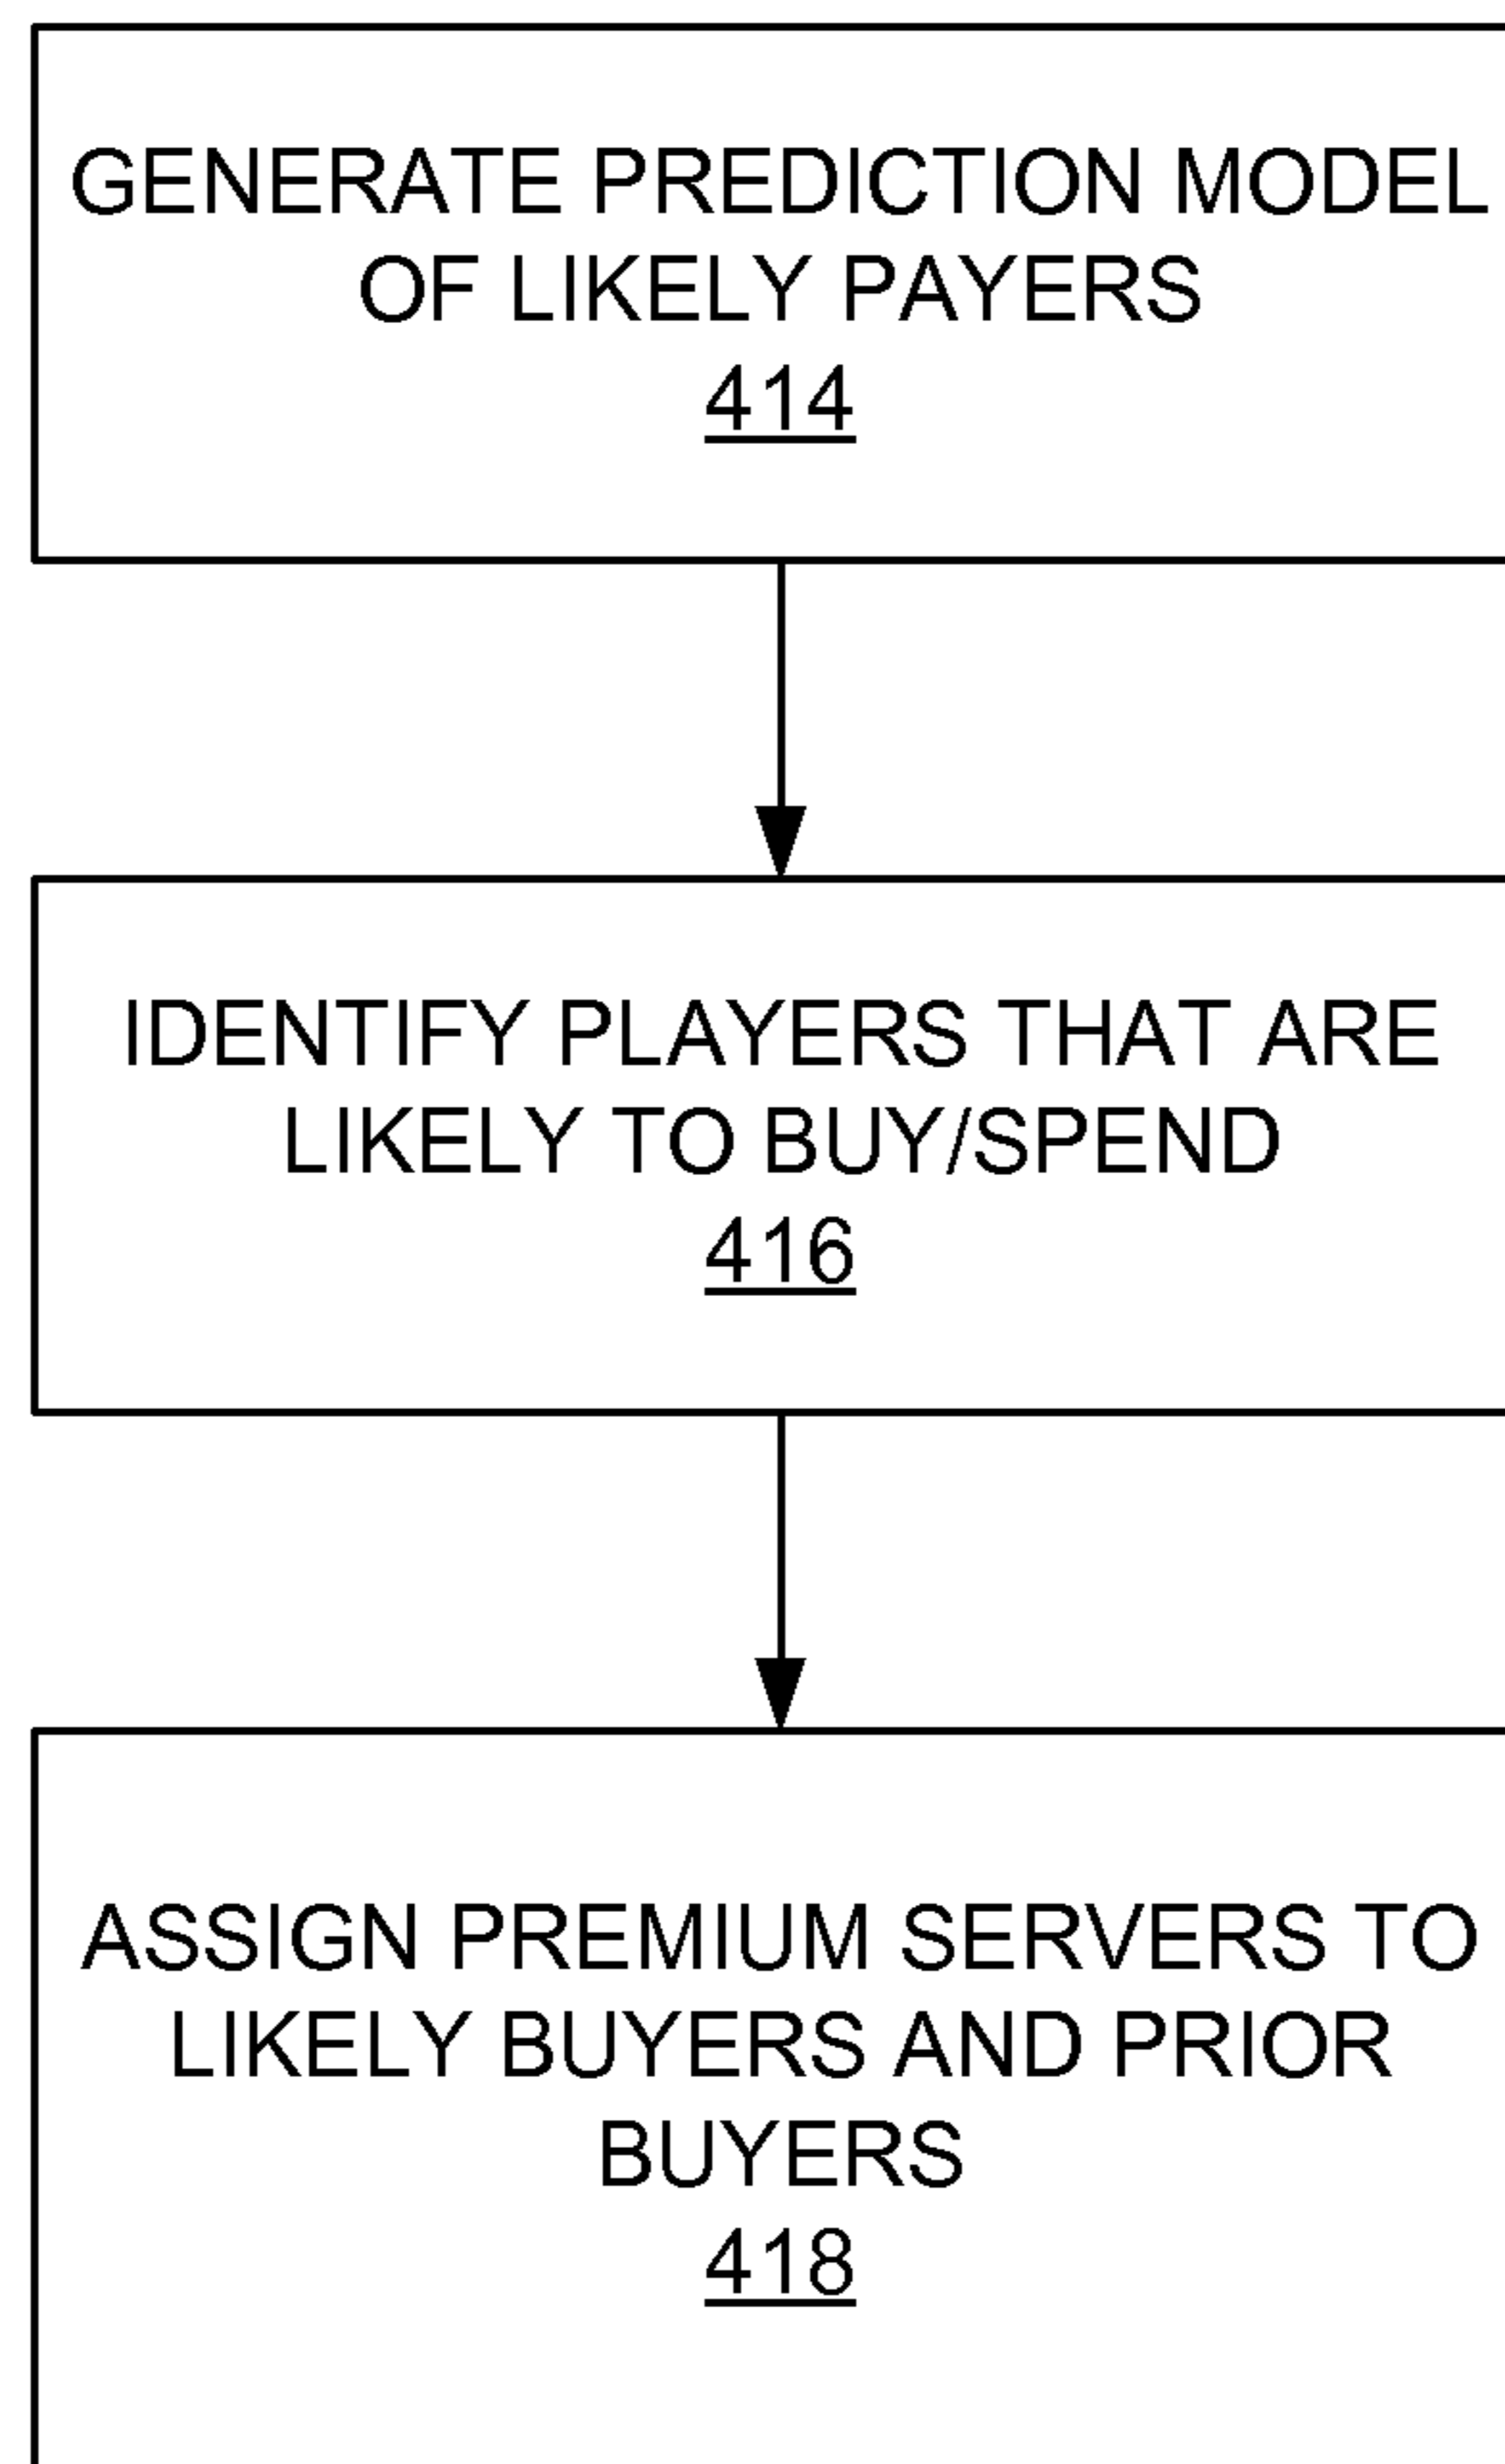 GENERATE PREDICTION MODEL
OF LIKELY PAYERS
414
IDENTIFY PLAYERS THAT ARE
LIKELY TO BUY/SPEND
416
ASSIGN PREMIUM SERVERS TO
LIKELY BUYERS AND PRIOR
BUYERS
418